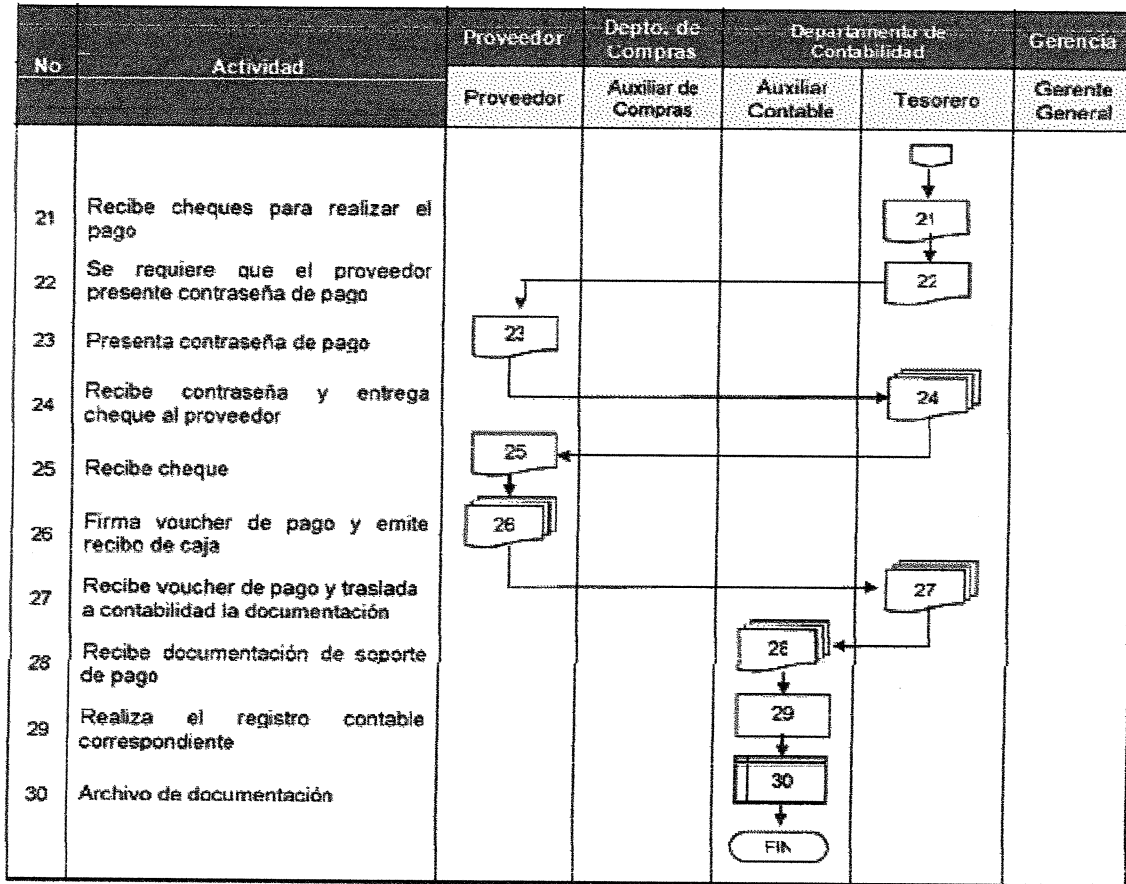 No
Actividad
Proveedor
Depto. de
Compras
Departamento de
Contabilidad
Gerencia
Proveedor
Auxiliar de
Compras
Auxiliar
Contable
Tesorero
Gerente
General
21
Recibe cheques para realizar el
pago
21
22
Se requiere que el proveedor
presente contraseña de pago
22
23
Presenta contraseña de pago
23
24
Recibe contraseña y entrega
cheque al proveedor
24
25
Recibe cheque
25
26
Firma voucher de pago y emite
recibo de caja
26
27
Recibe voucher de pago y traslada
a contabilidad la documentación
27
28
Recibe documentación de soporte
de pago
28
29
Realiza el registro contable
correspondiente
29
30
Archivo de documentación
30
FIN